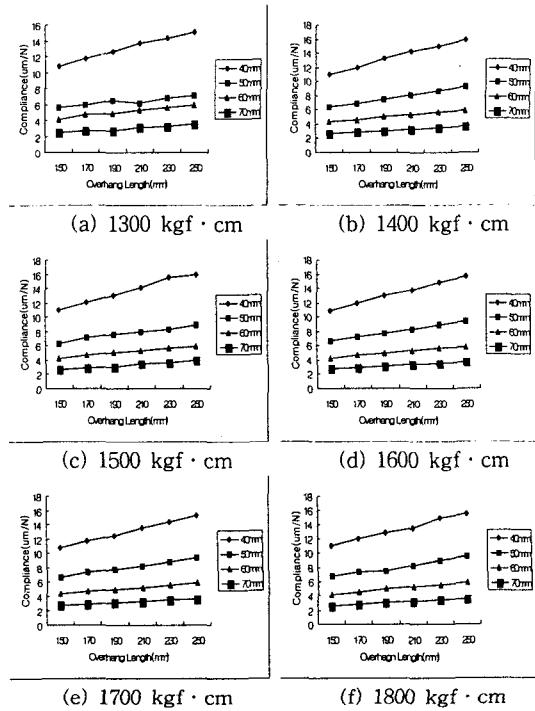 Compliance(um/N)
16
14
12
10
8
6
4
2
0
150 170 190 210 230 250
Overhang Length(mm)
40mm
50mm
60mm
70mm
(a) 1300 kgf · cm
Compliance(um/N)
18
16
14
12
10
8
6
4
2
0
150 170 190 210 230 250
Overhang Length(mm)
40mm
50mm
60mm
70mm
(b) 1400 kgf · cm
Compliance(um/N)
18
16
14
12
10
8
6
4
2
0
150 170 190 210 230 250
Overhang Length(mm)
40mm
50mm
60mm
70mm
(c) 1500 kgf · cm
Compliance(um/N)
18
16
14
12
10
8
6
4
2
0
150 170 190 210 230 250
Overhang Length(mm)
40mm
50mm
60mm
70mm
(d) 1600 kgf · cm
Compliance(um/N)
18
16
14
12
10
8
6
4
2
0
150 170 190 210 230 250
Overhang Length(mm)
40mm
50mm
60mm
70mm
(e) 1700 kgf · cm
Compliance(um/N)
18
16
14
12
10
8
6
4
2
0
150 170 190 210 230 250
Overhagn Length(mm)
40mm
50mm
60mm
70mm
(f) 1800 kgf · cm